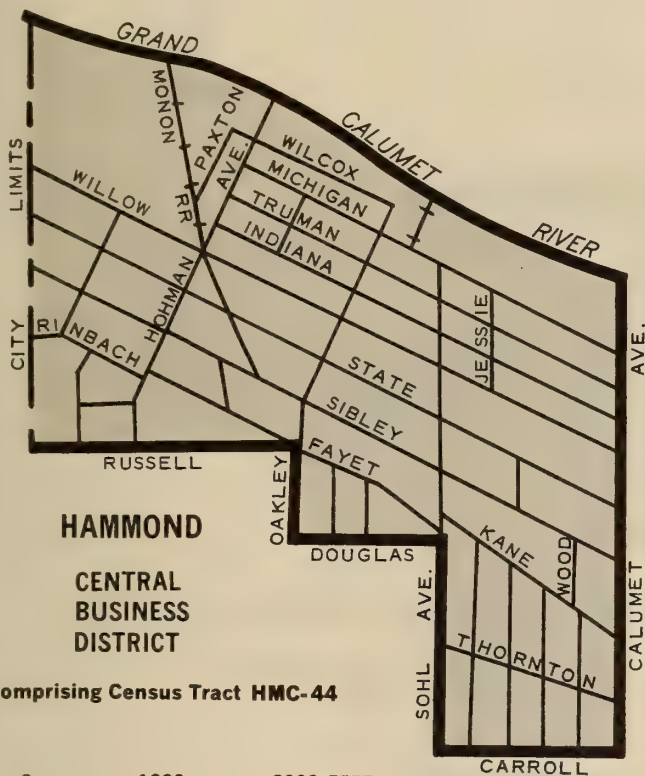 GRAND
CALUMET
RIVER
MONON
RR
PAXTON
AVE.
HOHMAN
WILCOX
MICHIGAN
TRUMAN
INDIANA
WILLOW
LIMITS
CITY
RINBACH
JESSIE
STATE
SIBLEY
FAYET
RUSSELL
OAKLEY
DOUGLAS
KANE
WOOD
AVE.
CALUMET
AVE.
SOHL
THORNTON
CARROLL
HAMMOND
CENTRAL
BUSINESS
DISTRICT
omprising Census Tract HMC-44